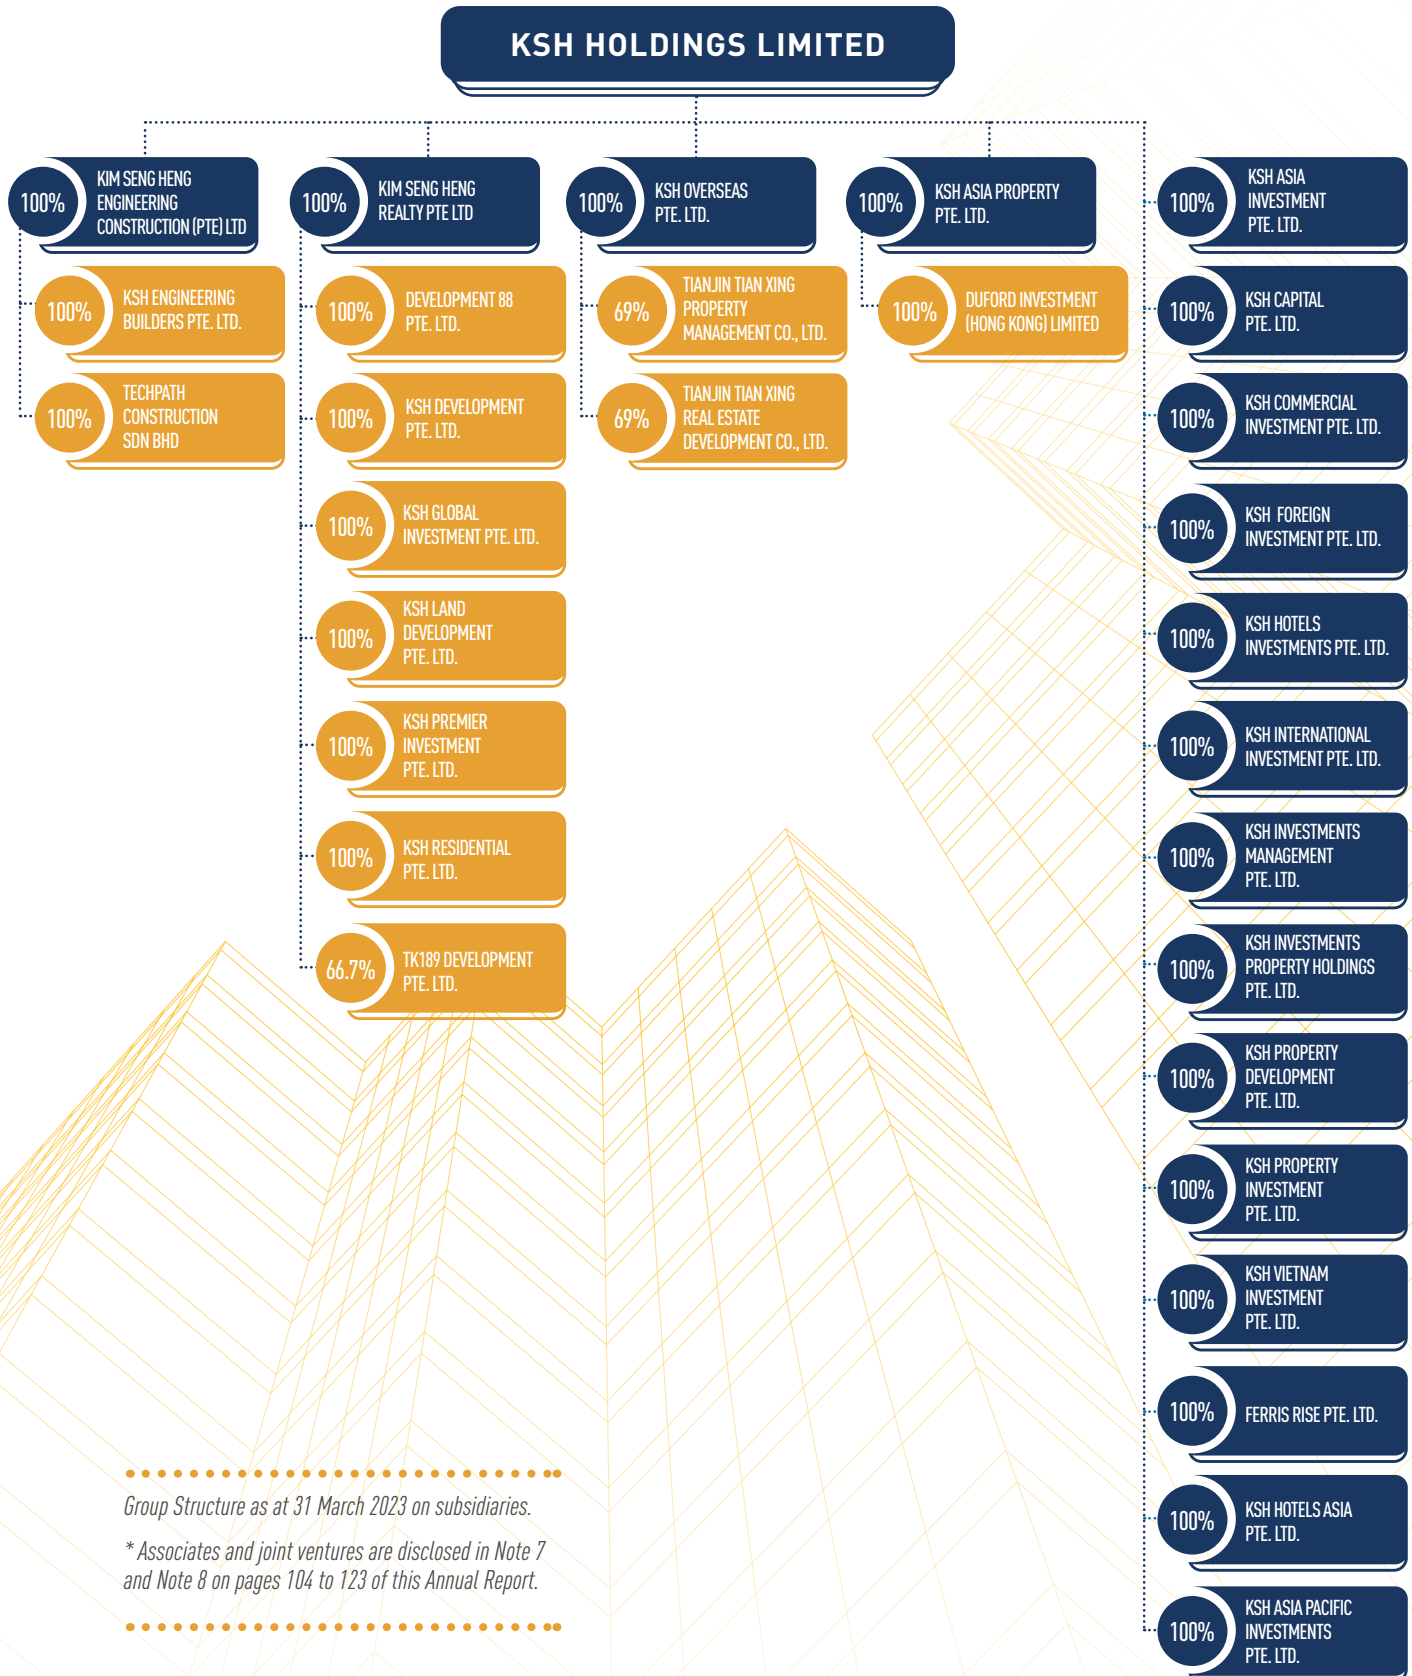 KSH HOLDINGS LIMITED
100%
KIM SENG HENG
ENGINEERING
CONSTRUCTION (PTE) LTD
100%
KSH ENGINEERING
BUILDERS PTE. LTD.
100%
TECHPATH
CONSTRUCTION
SDN BHD
100%
KIM SENG HENG
REALTY PTE LTD
100%
DEVELOPMENT 88
PTE. LTD.
100%
KSH DEVELOPMENT
PTE. LTD.
100%
KSH GLOBAL
INVESTMENT PTE. LTD.
100%
KSH LAND
DEVELOPMENT
PTE. LTD.
100%
KSH PREMIER
INVESTMENT
PTE. LTD.
100%
KSH RESIDENTIAL
PTE. LTD.
66.7%
TK189 DEVELOPMENT
PTE. LTD.
100%
KSH OVERSEAS
PTE. LTD.
69%
TIANJIN TIAN XING
PROPERTY
MANAGEMENT CO., LTD.
69%
TIANJIN TIAN XING
REAL ESTATE
DEVELOPMENT CO., LTD.
100%
KSH ASIA PROPERTY
PTE. LTD.
100%
DUFORD INVESTMENT
(HONG KONG) LIMITED
100%
KSH ASIA
INVESTMENT
PTE. LTD.
100%
KSH CAPITAL
PTE. LTD.
100%
KSH COMMERCIAL
INVESTMENT PTE. LTD.
100%
KSH FOREIGN
INVESTMENT PTE. LTD.
100%
KSH HOTELS
INVESTMENTS PTE. LTD.
100%
KSH INTERNATIONAL
INVESTMENT PTE. LTD.
100%
KSH INVESTMENTS
MANAGEMENT
PTE. LTD.
100%
KSH INVESTMENTS
PROPERTY HOLDINGS
PTE. LTD.
100%
KSH PROPERTY
DEVELOPMENT
PTE. LTD.
100%
KSH PROPERTY
INVESTMENT
PTE. LTD.
100%
KSH VIETNAM
INVESTMENT
PTE. LTD.
100%
FERRIS RISE PTE. LTD.
100%
KSH HOTELS ASIA
PTE. LTD.
100%
KSH ASIA PACIFIC
INVESTMENTS
PTE. LTD.
Group Structure as at 31 March 2023 on subsidiaries.
* Associates and joint ventures are disclosed in Note 7
and Note 8 on pages 104 to 123 of this Annual Report.